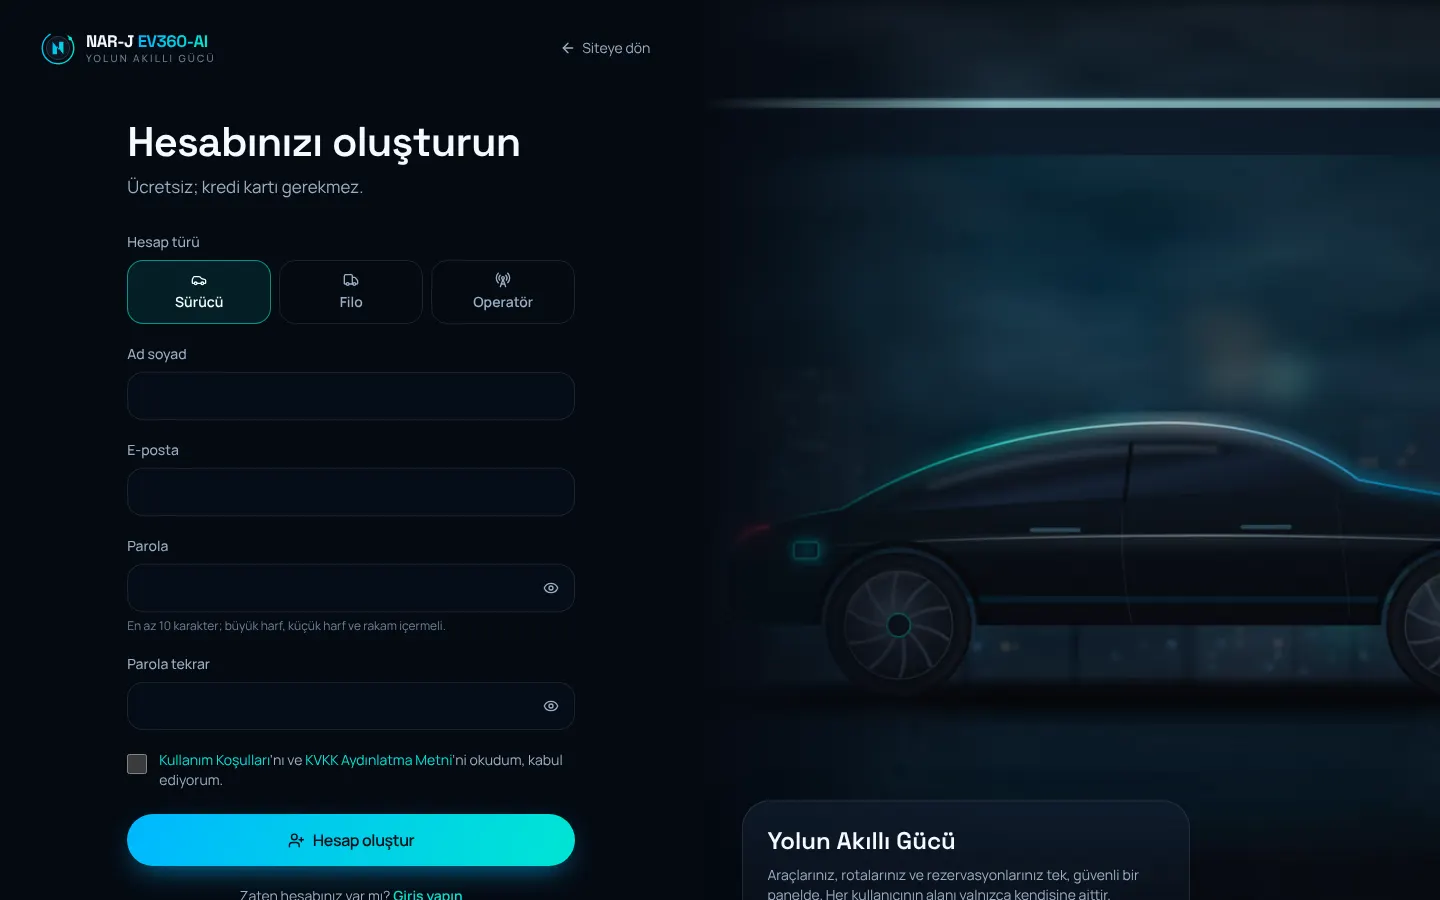 NAR-J EV360-AI
YOLUN AKILLI GÜCÜ
Siteye dön
Hesabınızı oluşturun
Ücretsiz; kredi kartı gerekmez.
Hesap türü
Sürücü
Filo
Operatör
Ad soyad
E-posta
Parola
En az 10 karakter; büyük harf, küçük harf ve rakam içermeli.
Parola tekrar
Kullanım Koşulları'nı ve KVKK Aydınlatma Metni'ni okudum, kabul
ediyorum.
Hesap oluştur
Zaten hesabınız var mı? Giriş yapın
Yolun Akıllı Gücü
Araçlarınız, rotalarınız ve rezervasyonlarınız tek, güvenli bir
panelde. Her kullanıcının alanı yalnızca kendisine aittir.